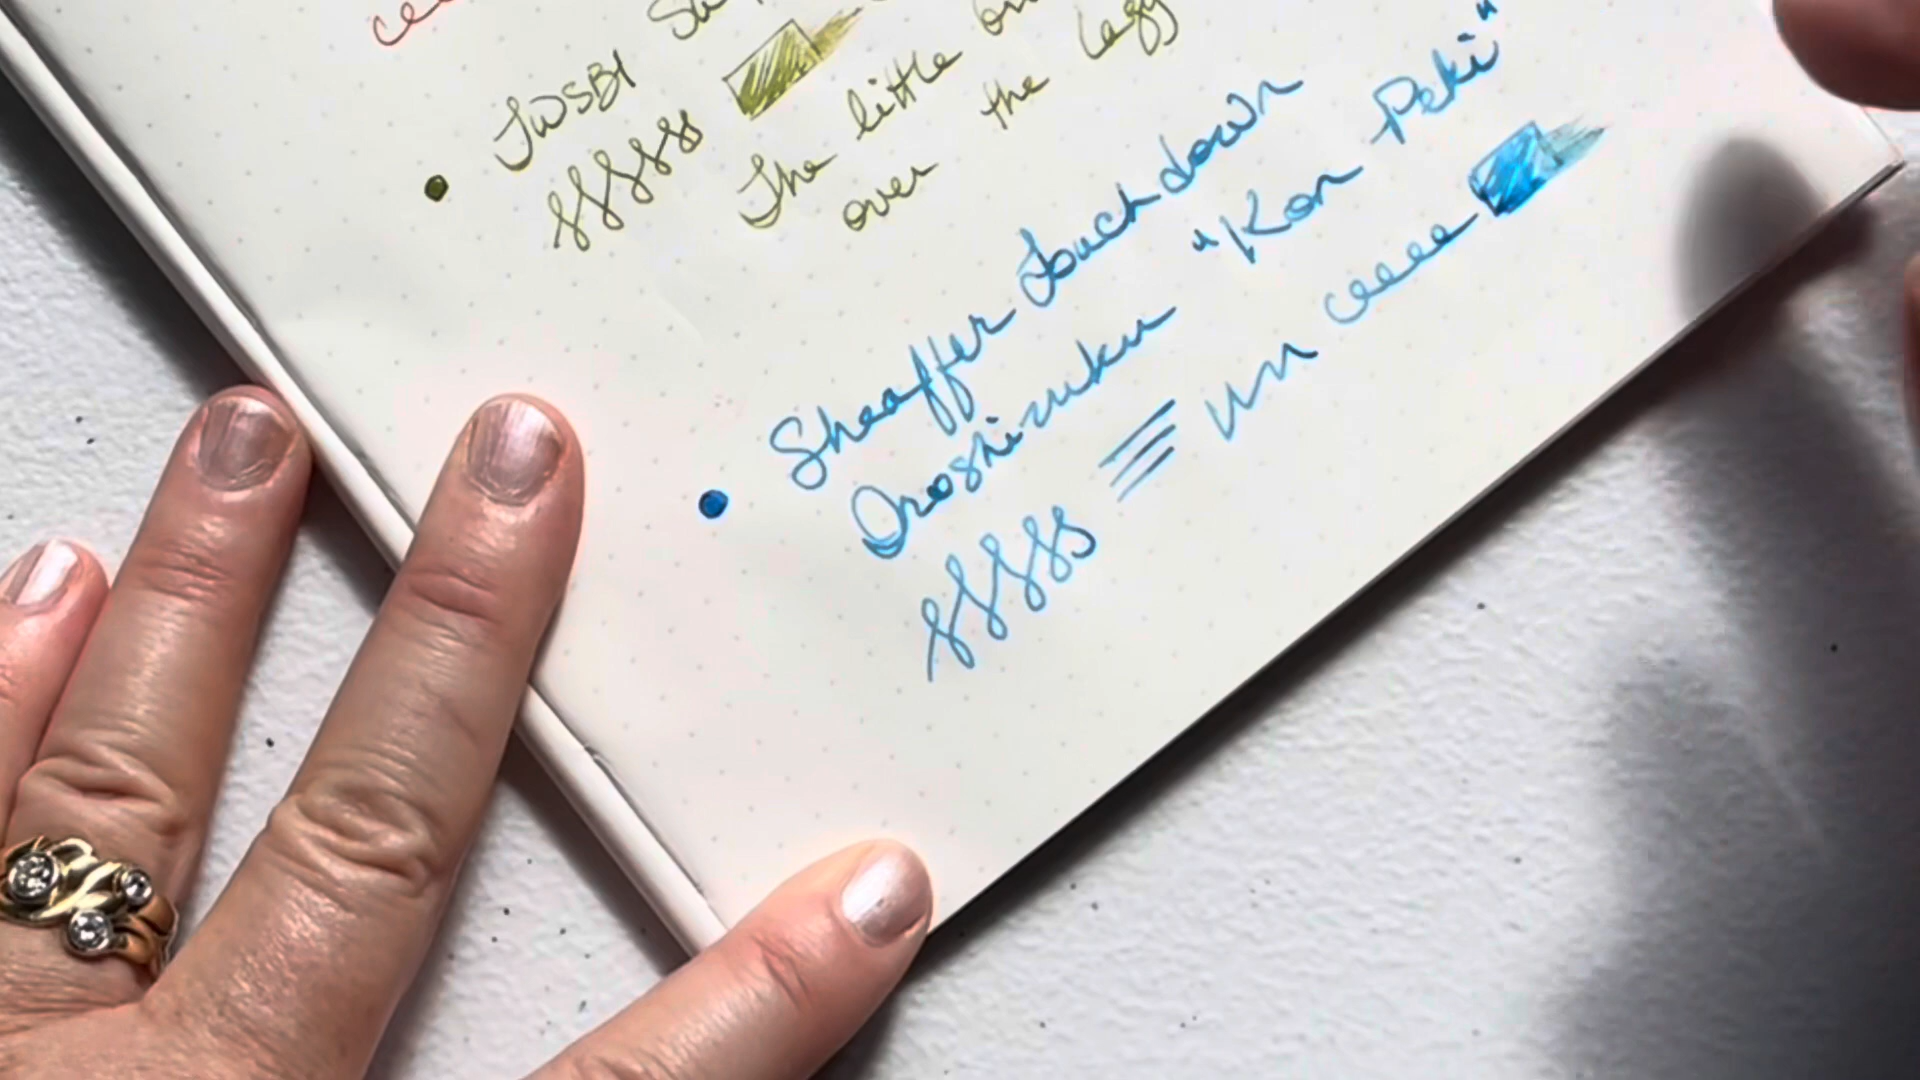 TWSBI
The little
over the lazy
Sheaffer Touchdown
Iroshizuku "Kon Peki"